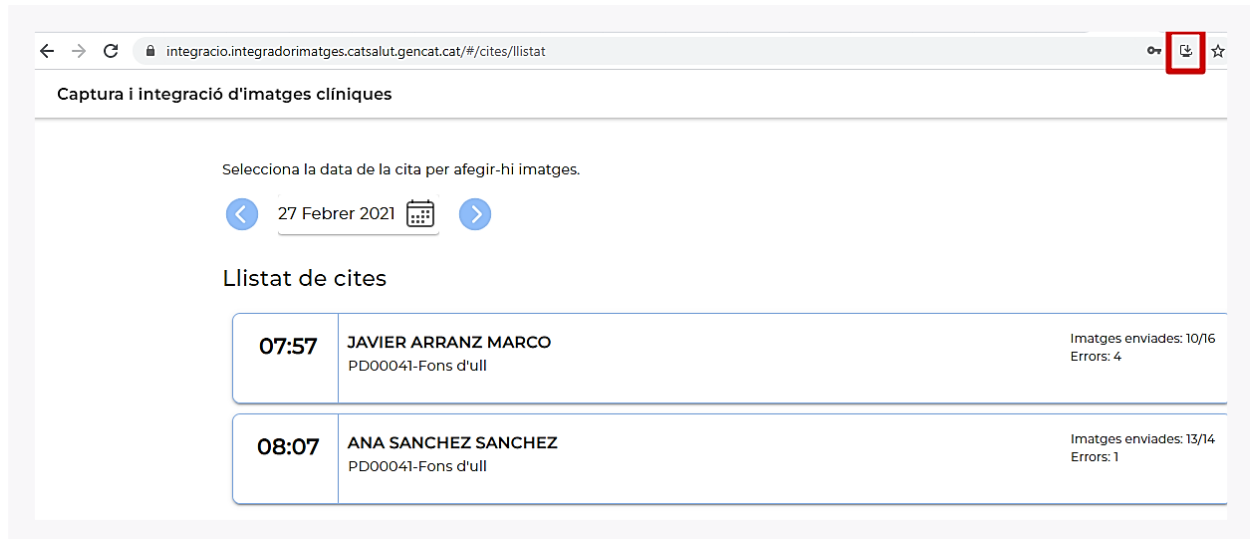 integracio.integradorimatges.catsalut.gencat.cat/#/cites/llistat
Captura i integració d'imatges clíniques
Selecciona la data de la cita per afegir-hi imatges.
27 Febrer 2021
Llistat de cites
07:57
JAVIER ARRANZ MARCO
PD00041-Fons d'ull
Imatges enviades: 10/16
Errors: 4
08:07
ANA SANCHEZ SANCHEZ
PD00041-Fons d'ull
Imatges enviades: 13/14
Errors: 1